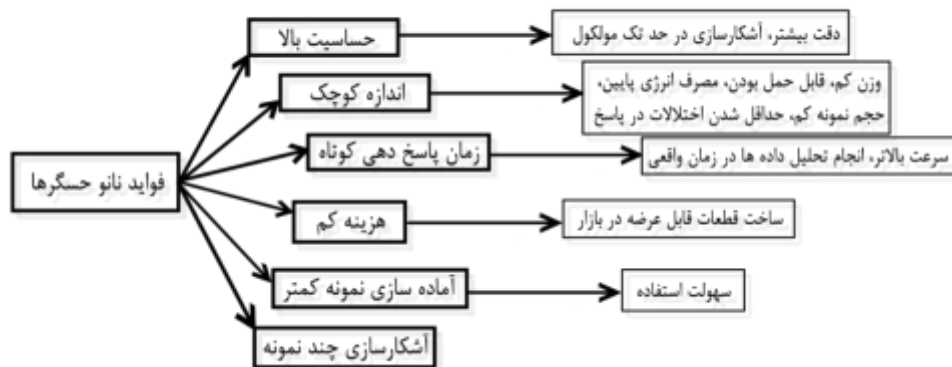 فواید نانو حسگرها
حساسیت بالا
دقت بیشتر، آشکارسازی در حد تک مولکول
اندازه کوچک
وزن کم، قابل حمل بودن، مصرف انرژی پایین،
حجم نمونه کم، حداقل شدن اختلالات در پاسخ
زمان پاسخ دهی کوتاه
سرعت بالاتر، انجام تحلیل داده ها در زمان واقعی
هزینه کم
ساخت قطعات قابل عرضه در بازار
آماده سازی نمونه کمتر
سهولت استفاده
آشکارسازی چند نمونه